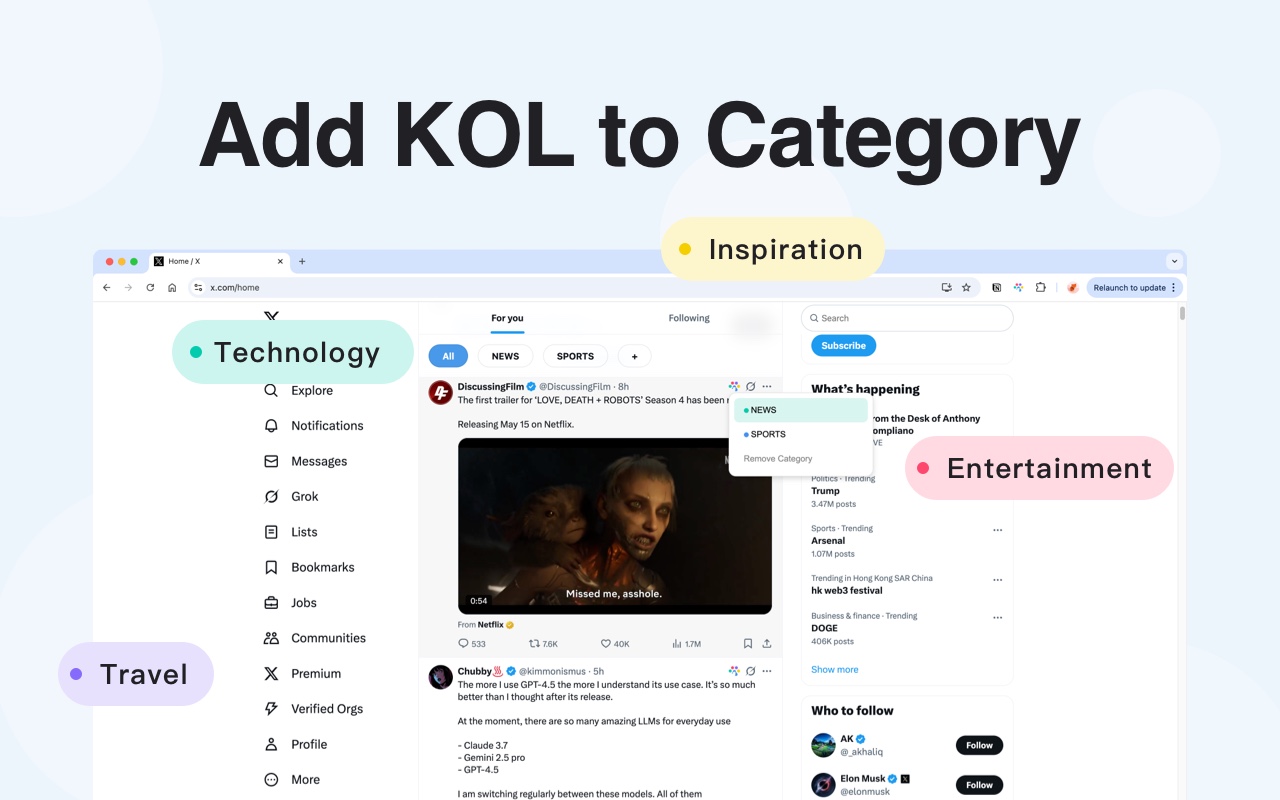 Add KOL to Category
Inspiration
Home / X
x.com/home
Relaunch to update
Technology
Explore
Notifications
Messages
Grok
Lists
Bookmarks
Jobs
Communities
Premium
Verified Orgs
Profile
More
Travel
For you
Following
All
NEWS
SPORTS
+
DiscussingFilm @DiscussingFilm · 8h
The first trailer for ‘LOVE, DEATH + ROBOTS’ Season 4 has been
Releasing May 15 on Netflix.
NEWS
SPORTS
Remove Category
Missed me, asshole.
0:54
From Netflix
533
7.6K
40K
1.7M
Chubby @kimmonismus · 5h
The more I use GPT-4.5 the more I understand its use case. It’s so much
better than I thought after its release.
At the moment, there are so many amazing LLMs for everyday use
- Claude 3.7
- Gemini 2.5 pro
- GPT-4.5
I am switching regularly between these models. All of them
Search
Subscribe
What’s happening
from the Desk of Anthony
Entertainment
Politics · Trending
Trump
3.47M posts
Sports · Trending
Arsenal
1.07M posts
Trending in Hong Kong SAR China
hk web3 festival
Business & finance · Trending
DOGE
406K posts
Show more
Who to follow
AK
@_akhaliq
Follow
Elon Musk
@elonmusk
Follow